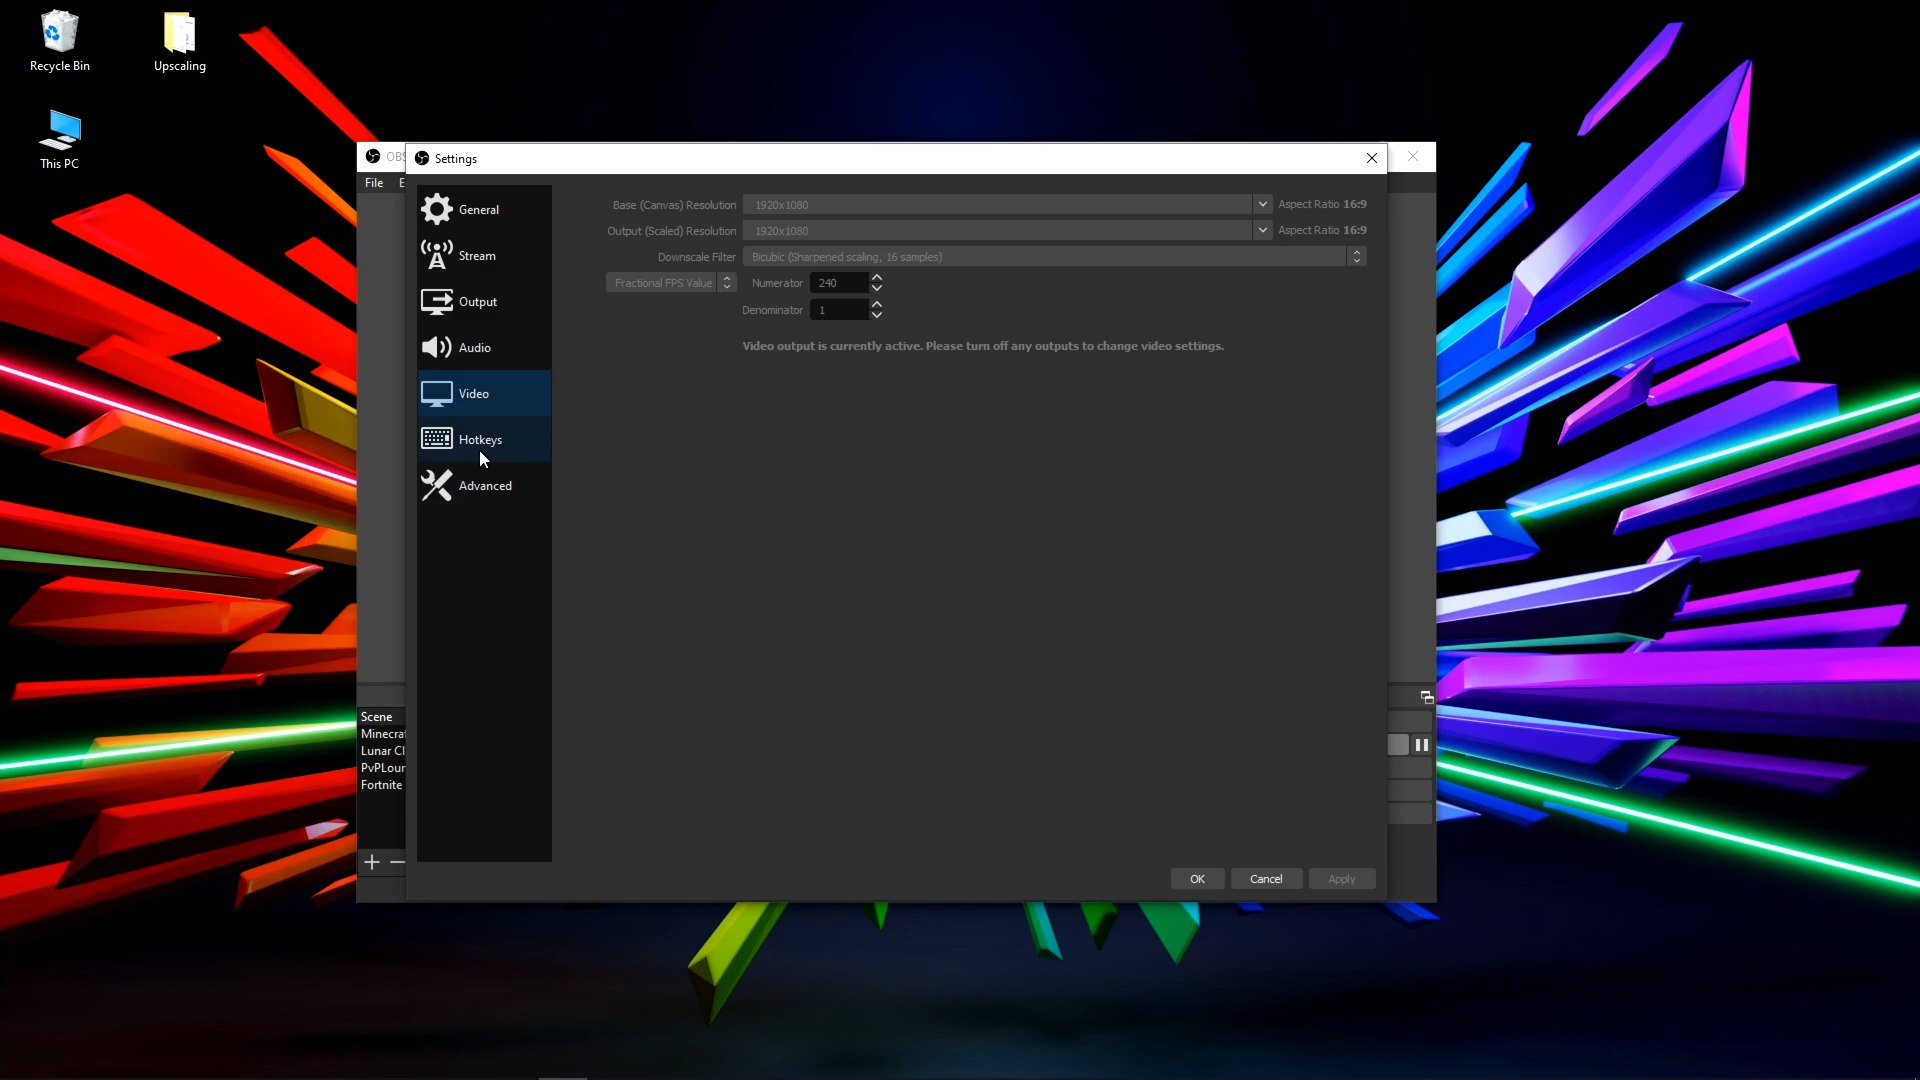 Recycle Bin
Upscaling
This PC
OBS
Settings
File
General
Stream
Output
Audio
Video
Hotkeys
Advanced
Base (Canvas) Resolution 1920x1080 Aspect Ratio 16:9
Output (Scaled) Resolution 1920x1080 Aspect Ratio 16:9
Downscale Filter Bicubic (Sharpened scaling, 16 samples)
Fractional FPS Value Numerator 240
Denominator 1
Video output is currently active. Please turn off any outputs to change video settings.
Scene
Minecraf
Lunar Cl
PvPLour
Fortnite
OK Cancel Apply